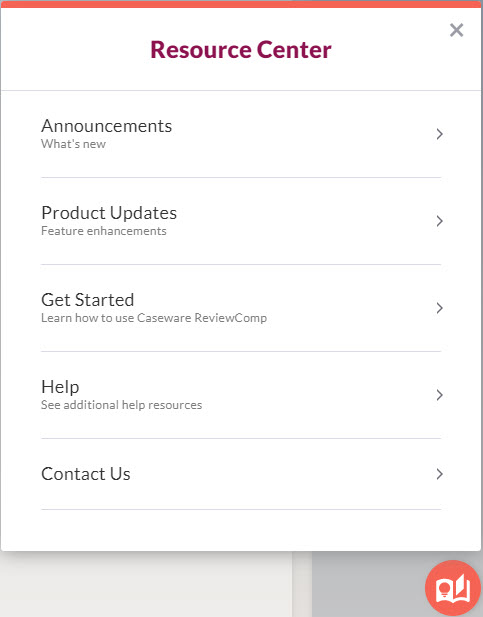 Resource Center
Announcements
What's new
Product Updates
Feature enhancements
Get Started
Learn how to use Caseware ReviewComp
Help
See additional help resources
Contact Us